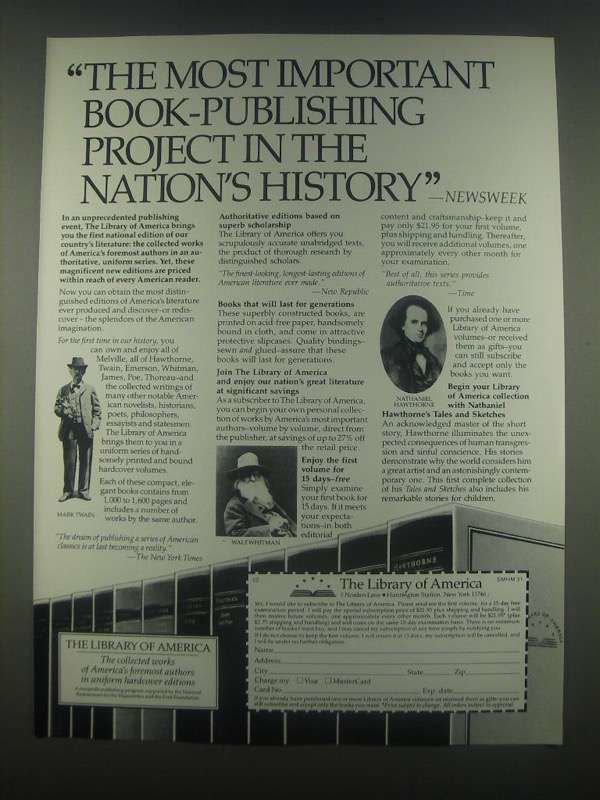 “THE MOST IMPORTANT
BOOK-PUBLISHING
PROJECT IN THE
NATION’S HISTORY”
—NEWSWEEK
In an unprecedented publishing
event, The Library of America brings
you the first national edition of our
country’s literature: the collected works
of America’s foremost authors in an au-
thoritative, uniform series. Yet, these
magnificent new editions are priced
within reach of every American reader.
Now you can obtain the most distin-
guished editions of America’s literature
ever produced and discover–or redis-
cover – the splendors of the American
imagination.
For the first time in our history, you
can own and enjoy all of
Melville, all of Hawthorne,
Twain, Emerson, Whitman,
James, Poe, Thoreau–and
the collected writings of
many other notable Amer-
ican novelists, historians,
poets, philosophers,
essayists and statesmen.
The Library of America
brings them to you in a
uniform series of hand-
somely printed and bound
hardcover volumes.
Each of these compact, ele-
gant books contains from
1,000 to 1,600 pages and
includes a number of
works by the same author.
MARK TWAIN
“The dream of publishing a series of American
classics is at last becoming a reality.”
—The New York Times
Authoritative editions based on
superb scholarship
The Library of America offers you
scrupulously accurate unabridged texts,
the product of thorough research by
distinguished scholars.
“The finest-looking, longest-lasting editions of
American literature ever made.”
—New Republic
Books that will last for generations
These superbly constructed books, are
printed on acid-free paper, handsomely
bound in cloth, and come in attractive
protective slipcases. Quality bindings–
sewn and glued–assure that these
books will last for generations.
Join The Library of America
and enjoy our nation’s great literature
at significant savings
As a subscriber to The Library of America,
you can begin your own personal collec-
tion of works by America’s most important
authors–volume by volume, direct from
the publisher, at savings of up to 27% off
the retail price.
Enjoy the first
volume for
15 days–free
Simply examine
your first book for
15 days. If it meets
your expecta-
tions–in both
editorial
WALT WHITMAN
content and craftsmanship–keep it and
pay only $21.95 for your first volume,
plus shipping and handling. Thereafter,
you will receive additional volumes, one
approximately every other month for
your examination.
“Best of all, this series provides
authoritative texts.”
—Time
If you already have
purchased one or more
Library of America
volumes–or received
them as gifts–you
can still subscribe
and accept only the
books you want.
NATHANIEL
HAWTHORNE
Begin your Library
of America collection
with Nathaniel
Hawthorne’s Tales and Sketches
An acknowledged master of the short
story, Hawthorne illuminates the unex-
pected consequences of human transgres-
sion and sinful conscience. His stories
demonstrate why the world considers him
a great artist and an astonishingly contem-
porary one. This first complete collection
of his Tales and Sketches also includes his
remarkable stories for children.
HAWTHORNE
THE LIBRARY OF AMERICA
The collected works
of America’s foremost authors
in uniform hardcover editions
A nonprofit publishing program supported by the National
Endowment for the Humanities and the Ford Foundation.
The Library of America
Huntington Station, New York 11746
Name
Address
City State Zip
Charge my: Visa MasterCard
Card No. Exp. date